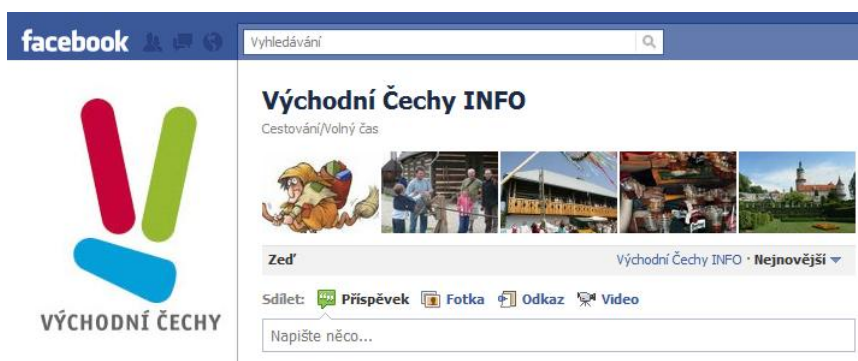 facebook
Vyhledávání
Východní Čechy INFO
Cestování/Volný čas
VÝCHODNÍ ČECHY
Zeď
Východní Čechy INFO · Nejnovější
Sdílet: Příspěvek Fotka Odkaz Video
Napište něco...